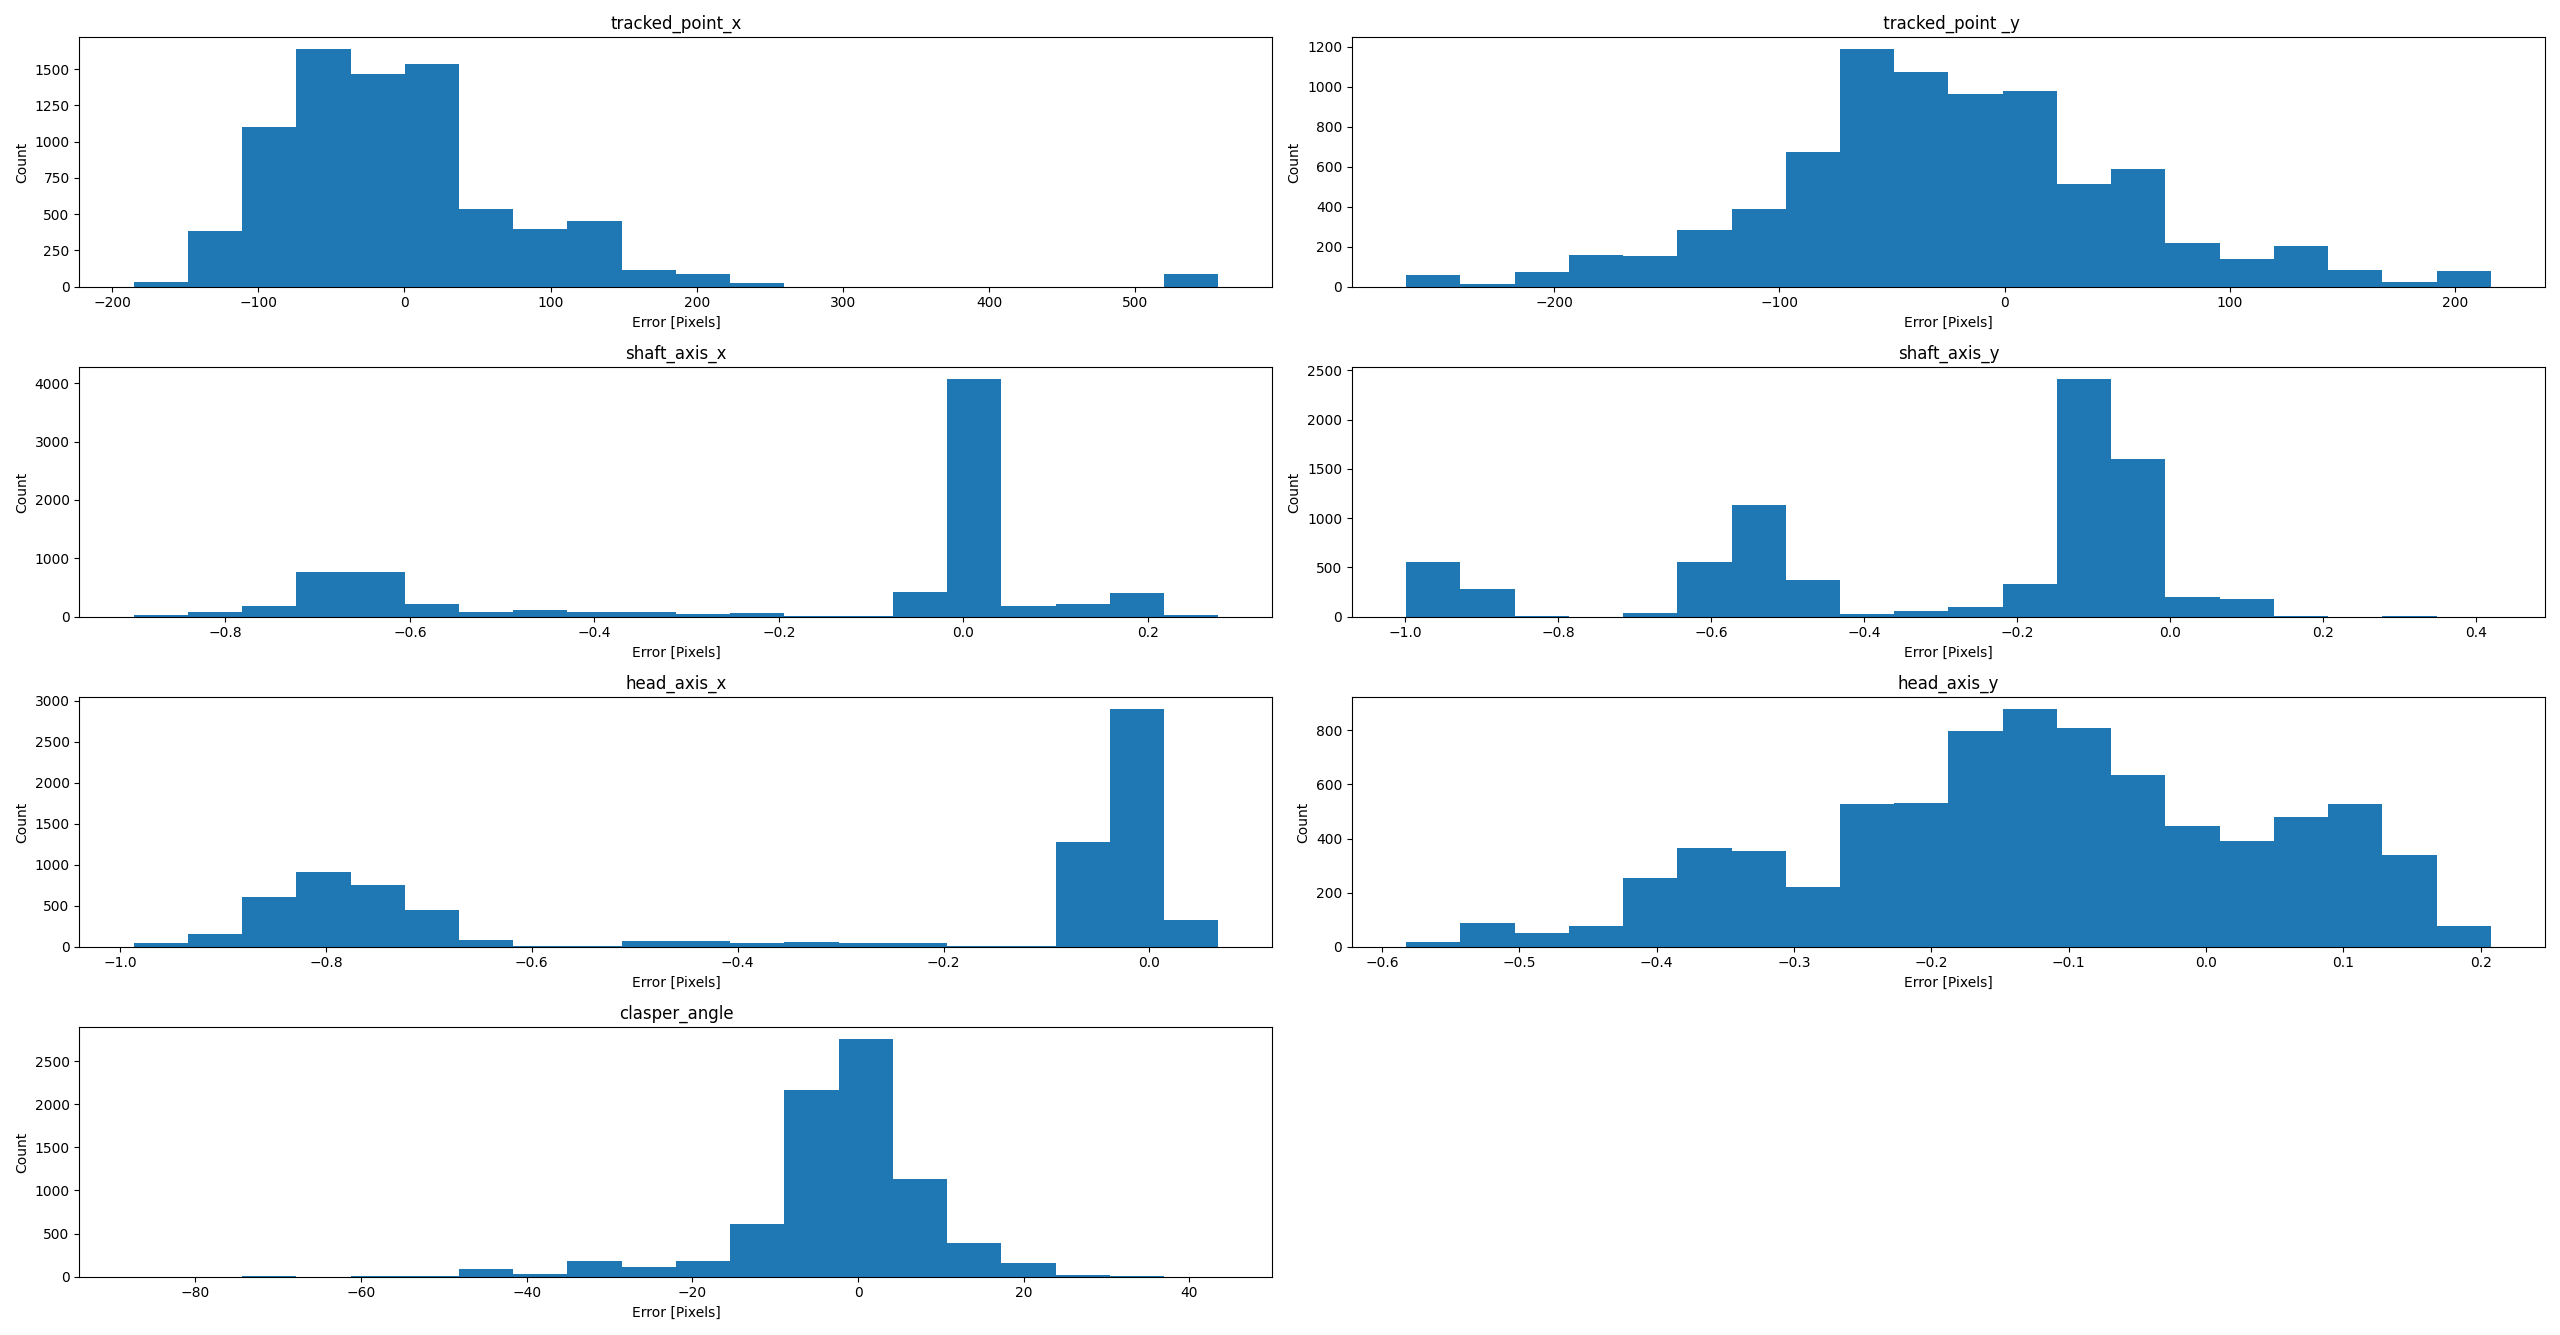 tracked_point_x
1500
1250
1000
750
500
250
0
Count
−200 −100 0 100 200 300 400 500
Error [Pixels]
tracked_point _y
1200
1000
800
600
400
200
0
Count
−200 −100 0 100 200
Error [Pixels]
shaft_axis_x
4000
3000
2000
1000
0
Count
−0.8 −0.6 −0.4 −0.2 0.0 0.2
Error [Pixels]
shaft_axis_y
2500
2000
1500
1000
500
0
Count
−1.0 −0.8 −0.6 −0.4 −0.2 0.0 0.2 0.4
Error [Pixels]
head_axis_x
3000
2500
2000
1500
1000
500
0
Count
−1.0 −0.8 −0.6 −0.4 −0.2 0.0
Error [Pixels]
head_axis_y
800
600
400
200
0
Count
−0.6 −0.5 −0.4 −0.3 −0.2 −0.1 0.0 0.1 0.2
Error [Pixels]
clasper_angle
2500
2000
1500
1000
500
0
Count
−80 −60 −40 −20 0 20 40
Error [Pixels]